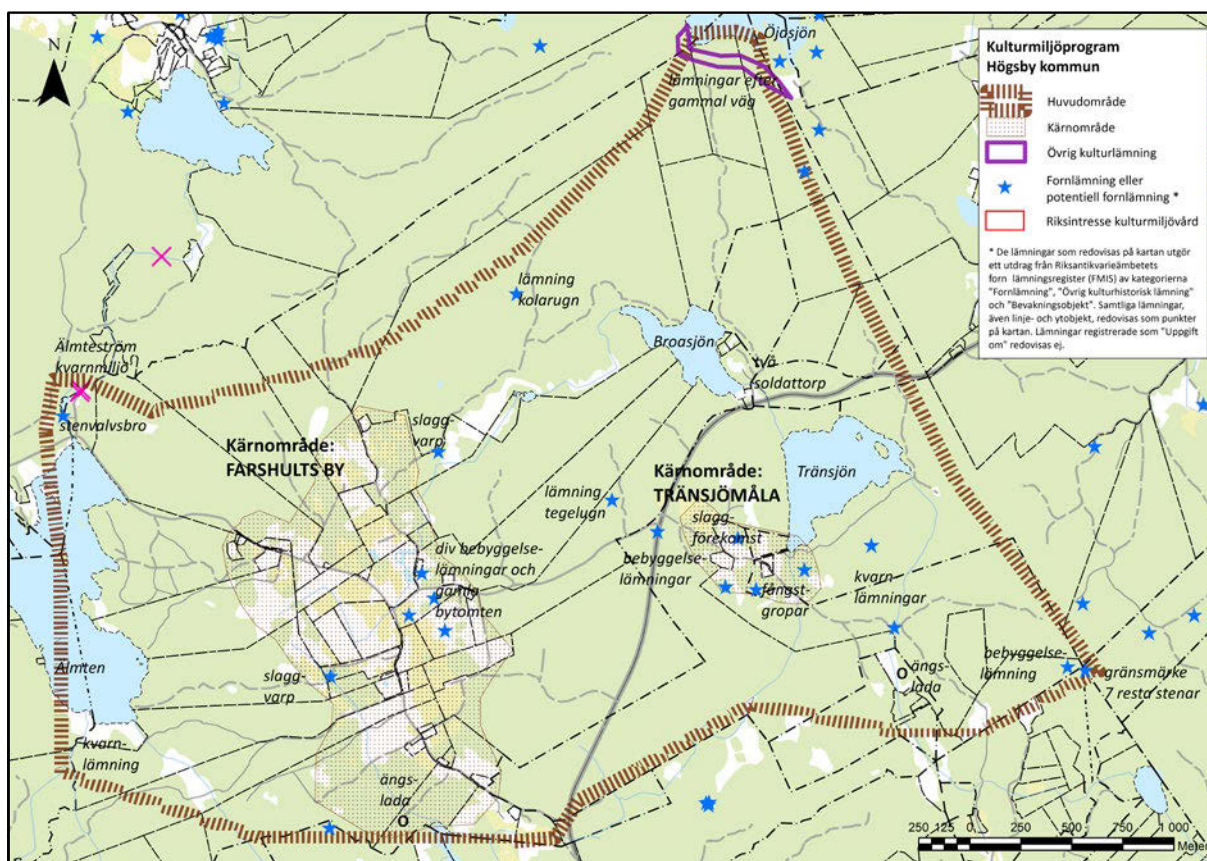 N
Öjasjön
lämningar efter
gammal väg
Kulturmiljöprogram
Högsby kommun
Huvudområde
Kärnområde
Övrig kulturlämning
Fornlämning eller
potentiell fornlämning *
Riksintresse kulturmiljövård
* De lämningar som redovisas på kartan utgör
ett utdrag från Riksantikvarieämbetets
forn lämningsregister (FMIS) av kategorierna
"Fornlämning", "Övrig kulturhistorisk lämning"
och "Bevakningsobjekt". Samtliga lämningar,
även linje- och ytobjekt, redovisas som punkter
på kartan. Lämningar registrerade som "Uppgift
om" redovisas ej.
lämning
kolarugn
Älmteström
kvarnmiljö
stenvalvsbro
Broasjön
två
soldattorp
slagg-
varp
Kärnområde:
FARSHULTS BY
Kärnområde:
TRÄNSJÖMÅLA
Tränsjön
lämning
tegelugn
slagg-
förekomst
bebyggelse-
lämningar
fångst-
gropar
kvarn-
lämningar
div bebyggelse-
lämningar och
gamla
bytomten
slagg-
varp
Älmten
kvarn-
lämning
ängs-
lada
O
ängs-
lada
O
bebyggelse-
lämning
gränsmärke
7 resta stenar
250 125 0 250 500 750 1 000
Meter